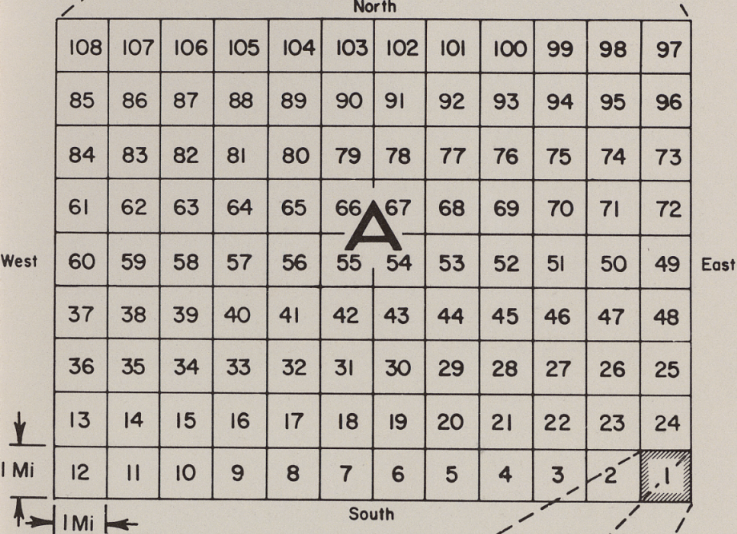 North
108 107 106 105 104 103 102 101 100 99 98 97
85 86 87 88 89 90 91 92 93 94 95 96
84 83 82 81 80 79 78 77 76 75 74 73
61 62 63 64 65 66 67 68 69 70 71 72
A
West 60 59 58 57 56 55 54 53 52 51 50 49 East
37 38 39 40 41 42 43 44 45 46 47 48
36 35 34 33 32 31 30 29 28 27 26 25
13 14 15 16 17 18 19 20 21 22 23 24
1 Mi 12 11 10 9 8 7 6 5 4 3 2 1
1 Mi South